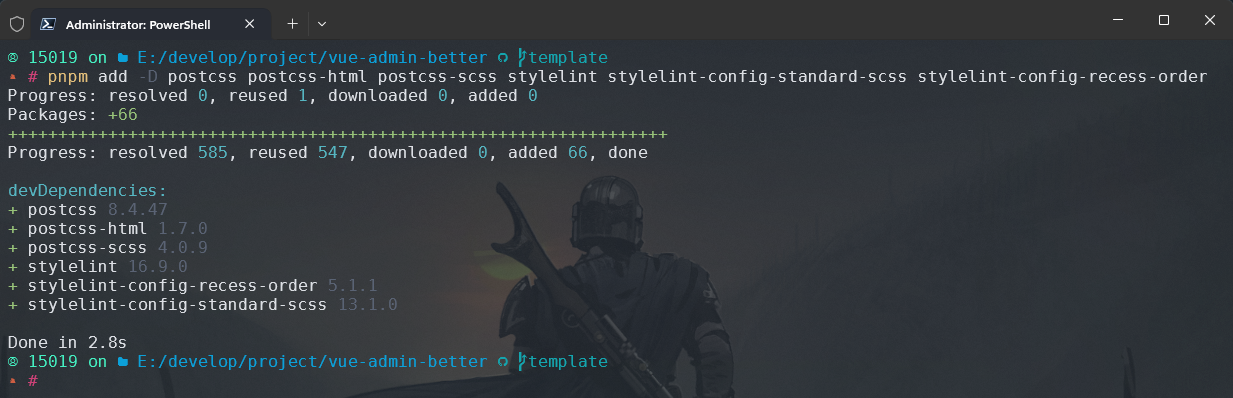 Administrator: PowerShell
15019 on E:/develop/project/vue-admin-better template
# pnpm add -D postcss postcss-html postcss-scss stylelint stylelint-config-standard-scss stylelint-config-recess-order
Progress: resolved 0, reused 1, downloaded 0, added 0
Packages: +66
++++++++++++++++++++++++++++++++++++++++++++++++++++++++++++++++++
Progress: resolved 585, reused 547, downloaded 0, added 66, done
devDependencies:
+ postcss 8.4.47
+ postcss-html 1.7.0
+ postcss-scss 4.0.9
+ stylelint 16.9.0
+ stylelint-config-recess-order 5.1.1
+ stylelint-config-standard-scss 13.1.0
Done in 2.8s
15019 on E:/develop/project/vue-admin-better template
#